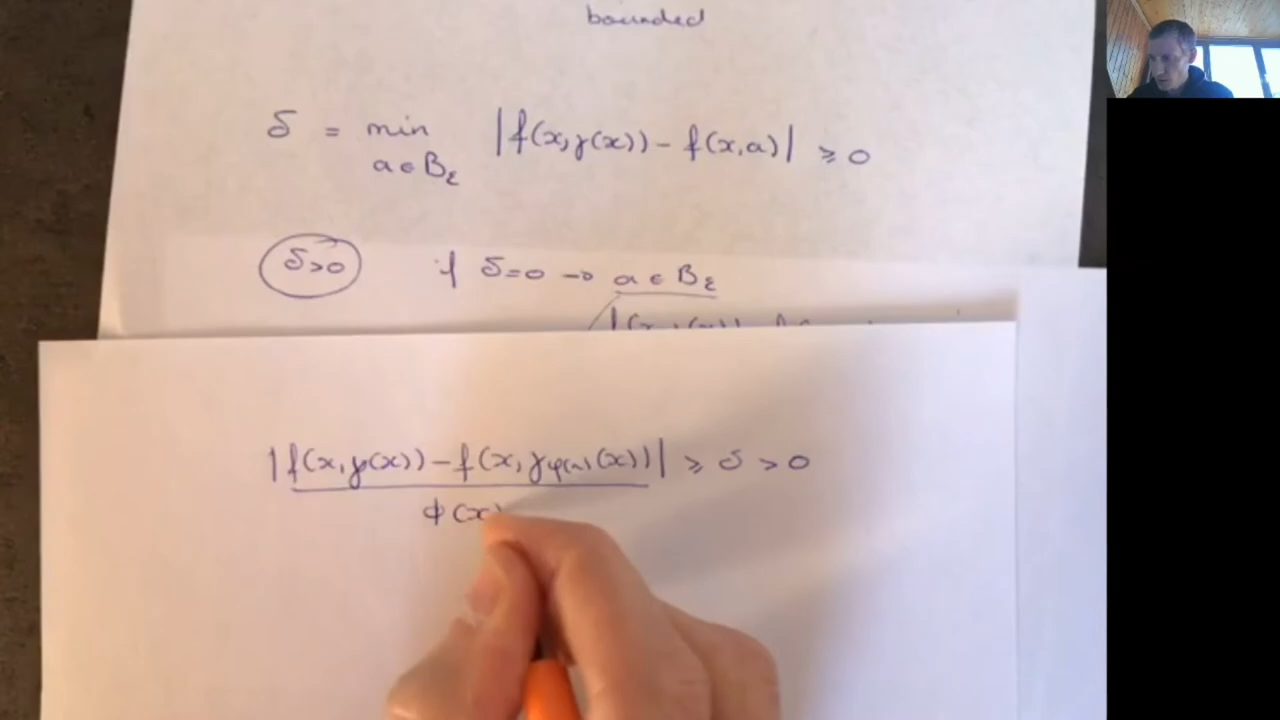 bounded
δ = min |f(x,y(x)) - f(x,a)| ⩾ 0
a ∈ B_ε
δ>0 if δ=0 → a ∈ B_ε
|f(x,y(x)) - f(x,y_φ(n)(x))| ⩾ δ > 0
ϕ(x)